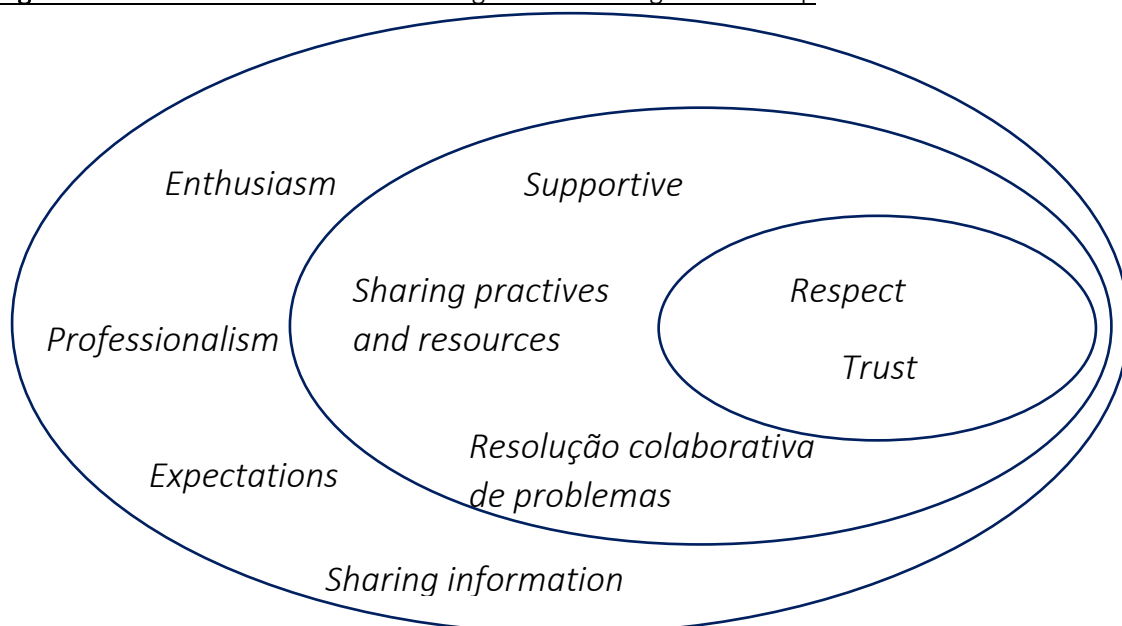 Enthusiasm
Supportive
Sharing practives
and resources
Respect
Professionalism
Trust
Resolução colaborativa
de problemas
Expectations
Sharing information